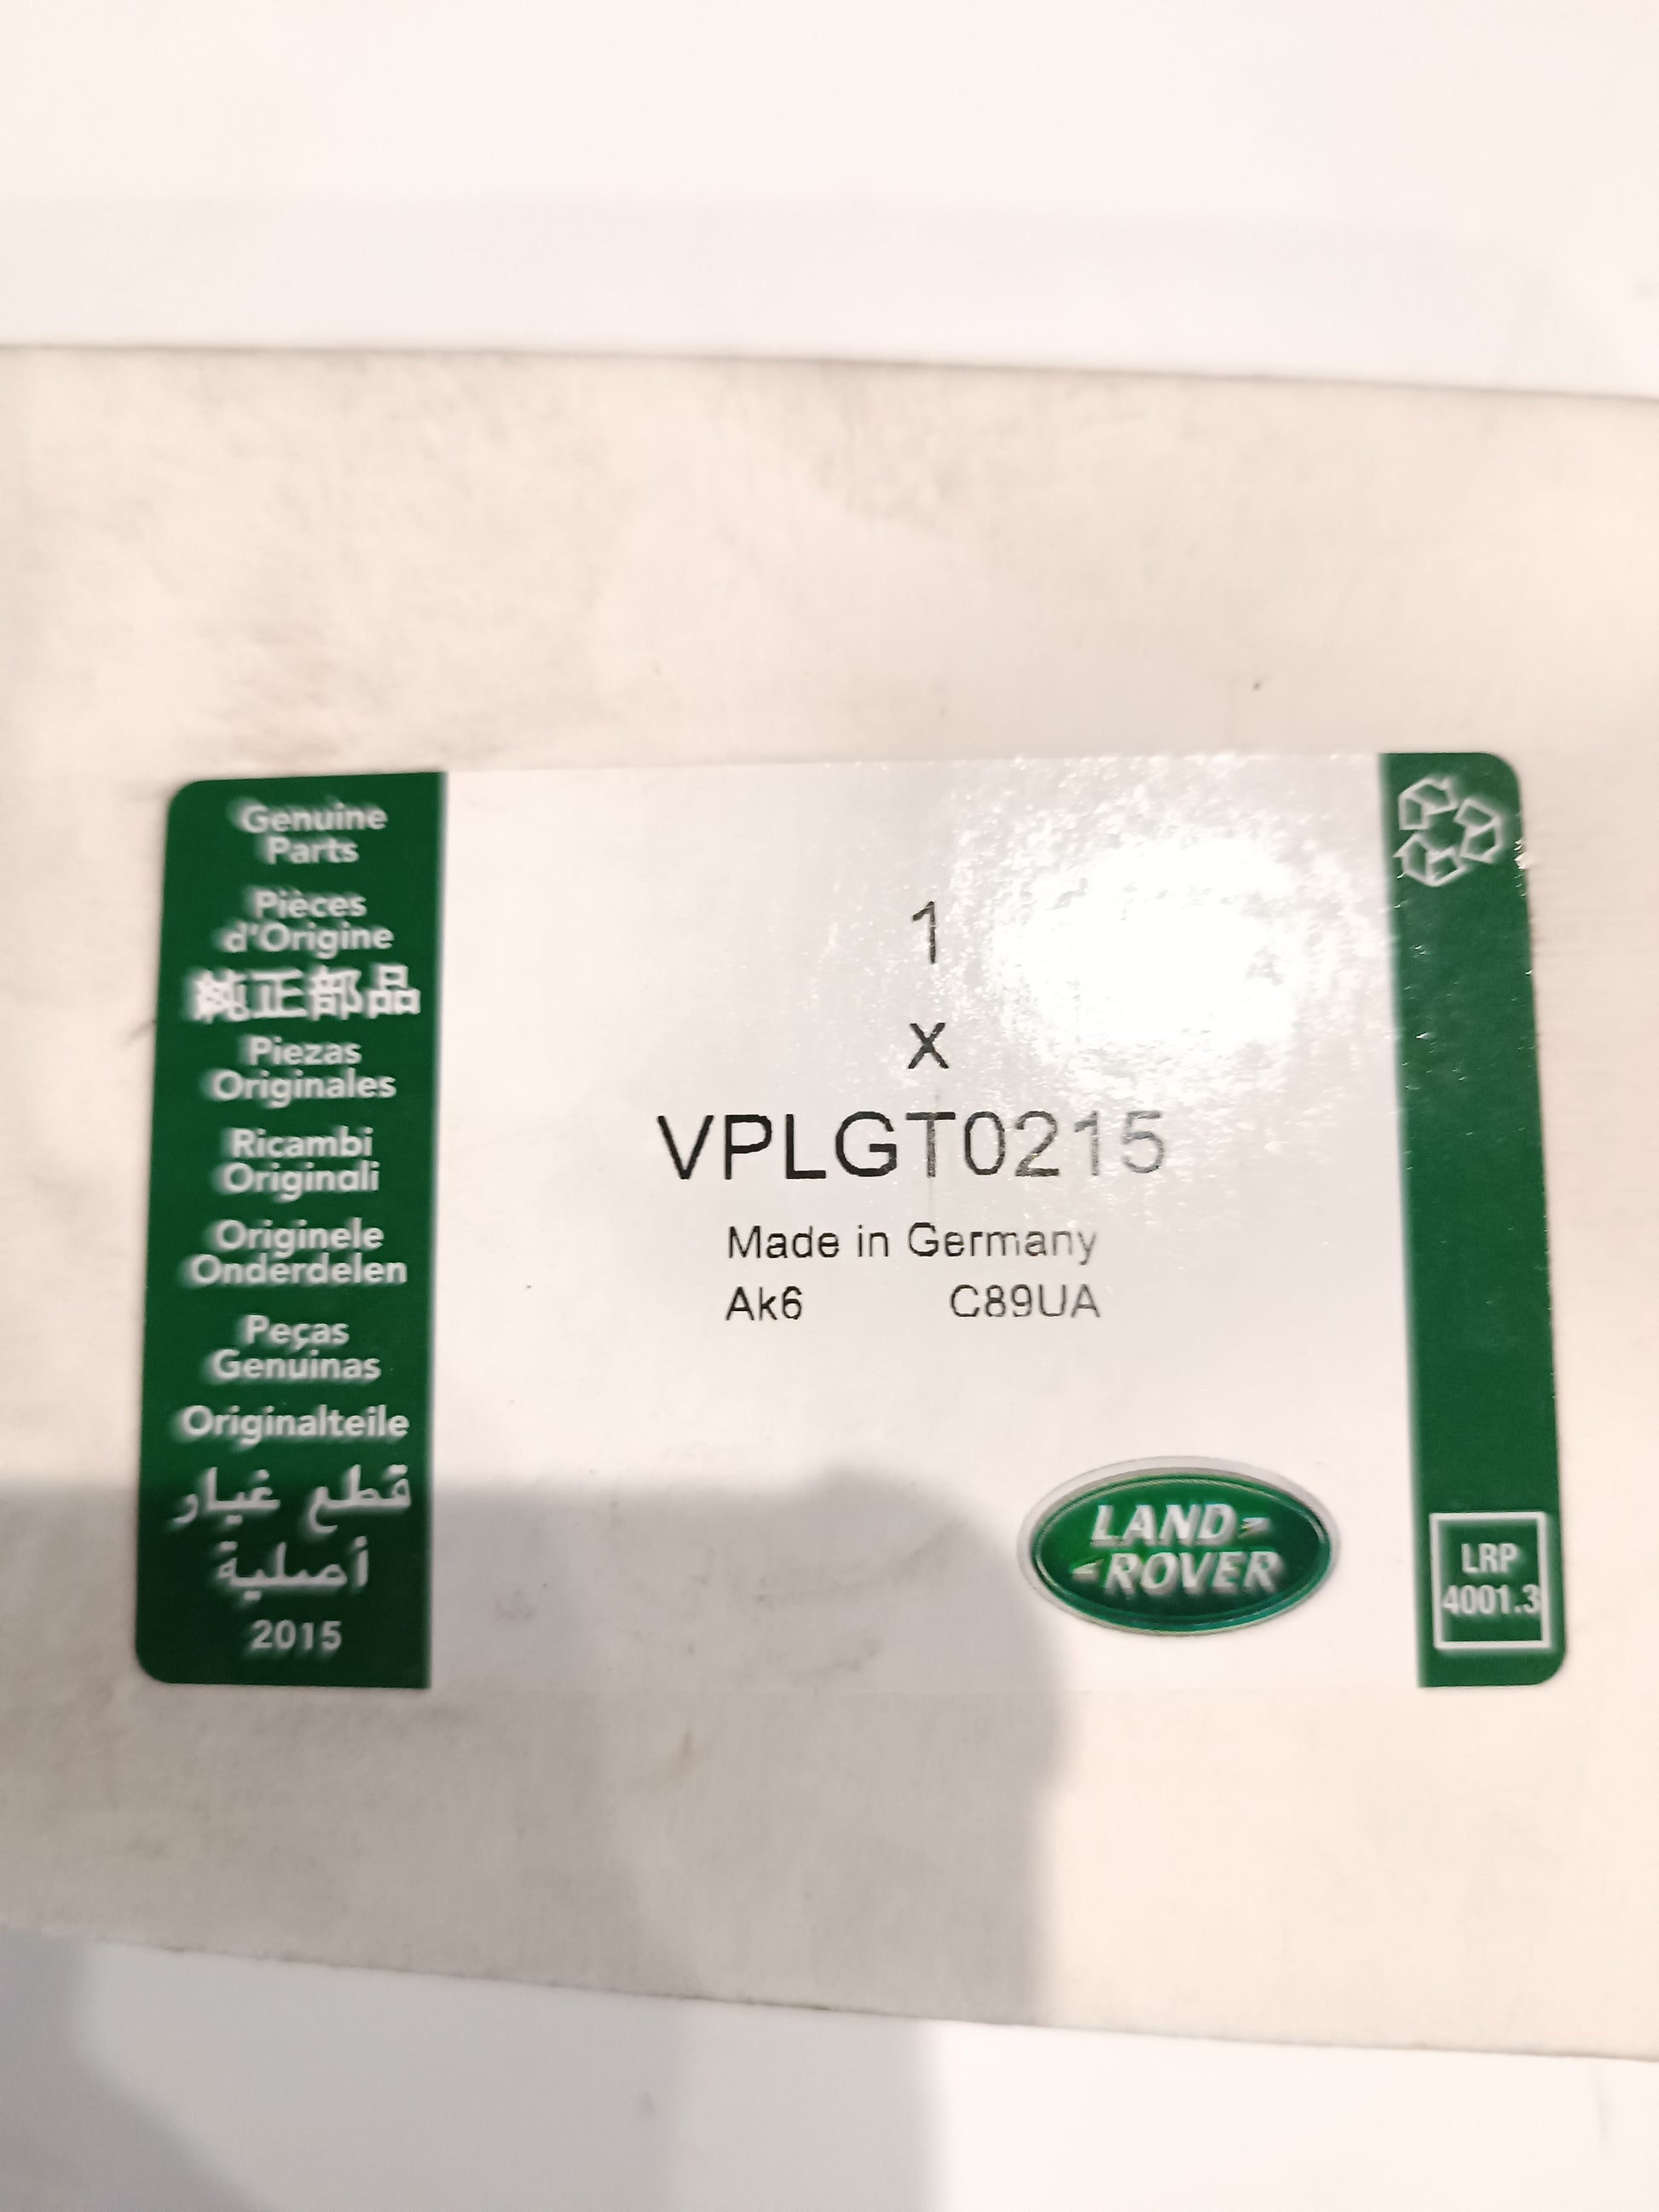 Genuine
Parts
Pièces
d'Origine
純正部品
Piezas
Originales
Ricambi
Originali
Originele
Onderdelen
Peças
Genuinas
Originalteile
قطع غيار
أصلية
2015
1
x
VPLGT0215
Made in Germany
Ak6 C89UA
LAND
ROVER
LRP
4001.3